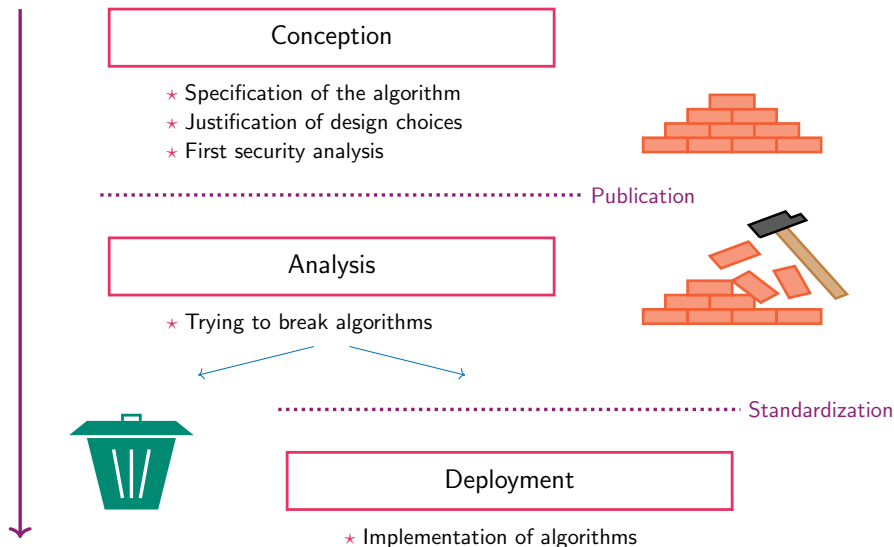 Conception
⋆ Specification of the algorithm
⋆ Justification of design choices
⋆ First security analysis
Publication
Analysis
⋆ Trying to break algorithms
Standardization
Deployment
⋆ Implementation of algorithms